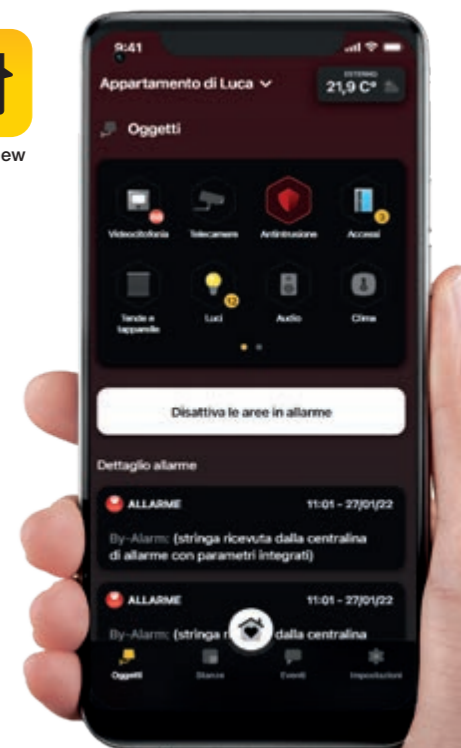 ew
9:41
Appartamento di Luca
ESTERNO
21,9 C°
Oggetti
Videocitofonia
Telecamere
Antintrusione
Accessi
3
Tende e
tapparelle
Luci
12
Audio
Clima
Disattiva le aree in allarme
Dettaglio allarme
ALLARME 11:01 - 27/01/22
By-Alarm: (stringa ricevuta dalla centralina
di allarme con parametri integrati)
ALLARME 11:01 - 27/01/22
By-Alarm: (stringa dalla centralina
Oggetti
Stanze
Eventi
Impostazioni